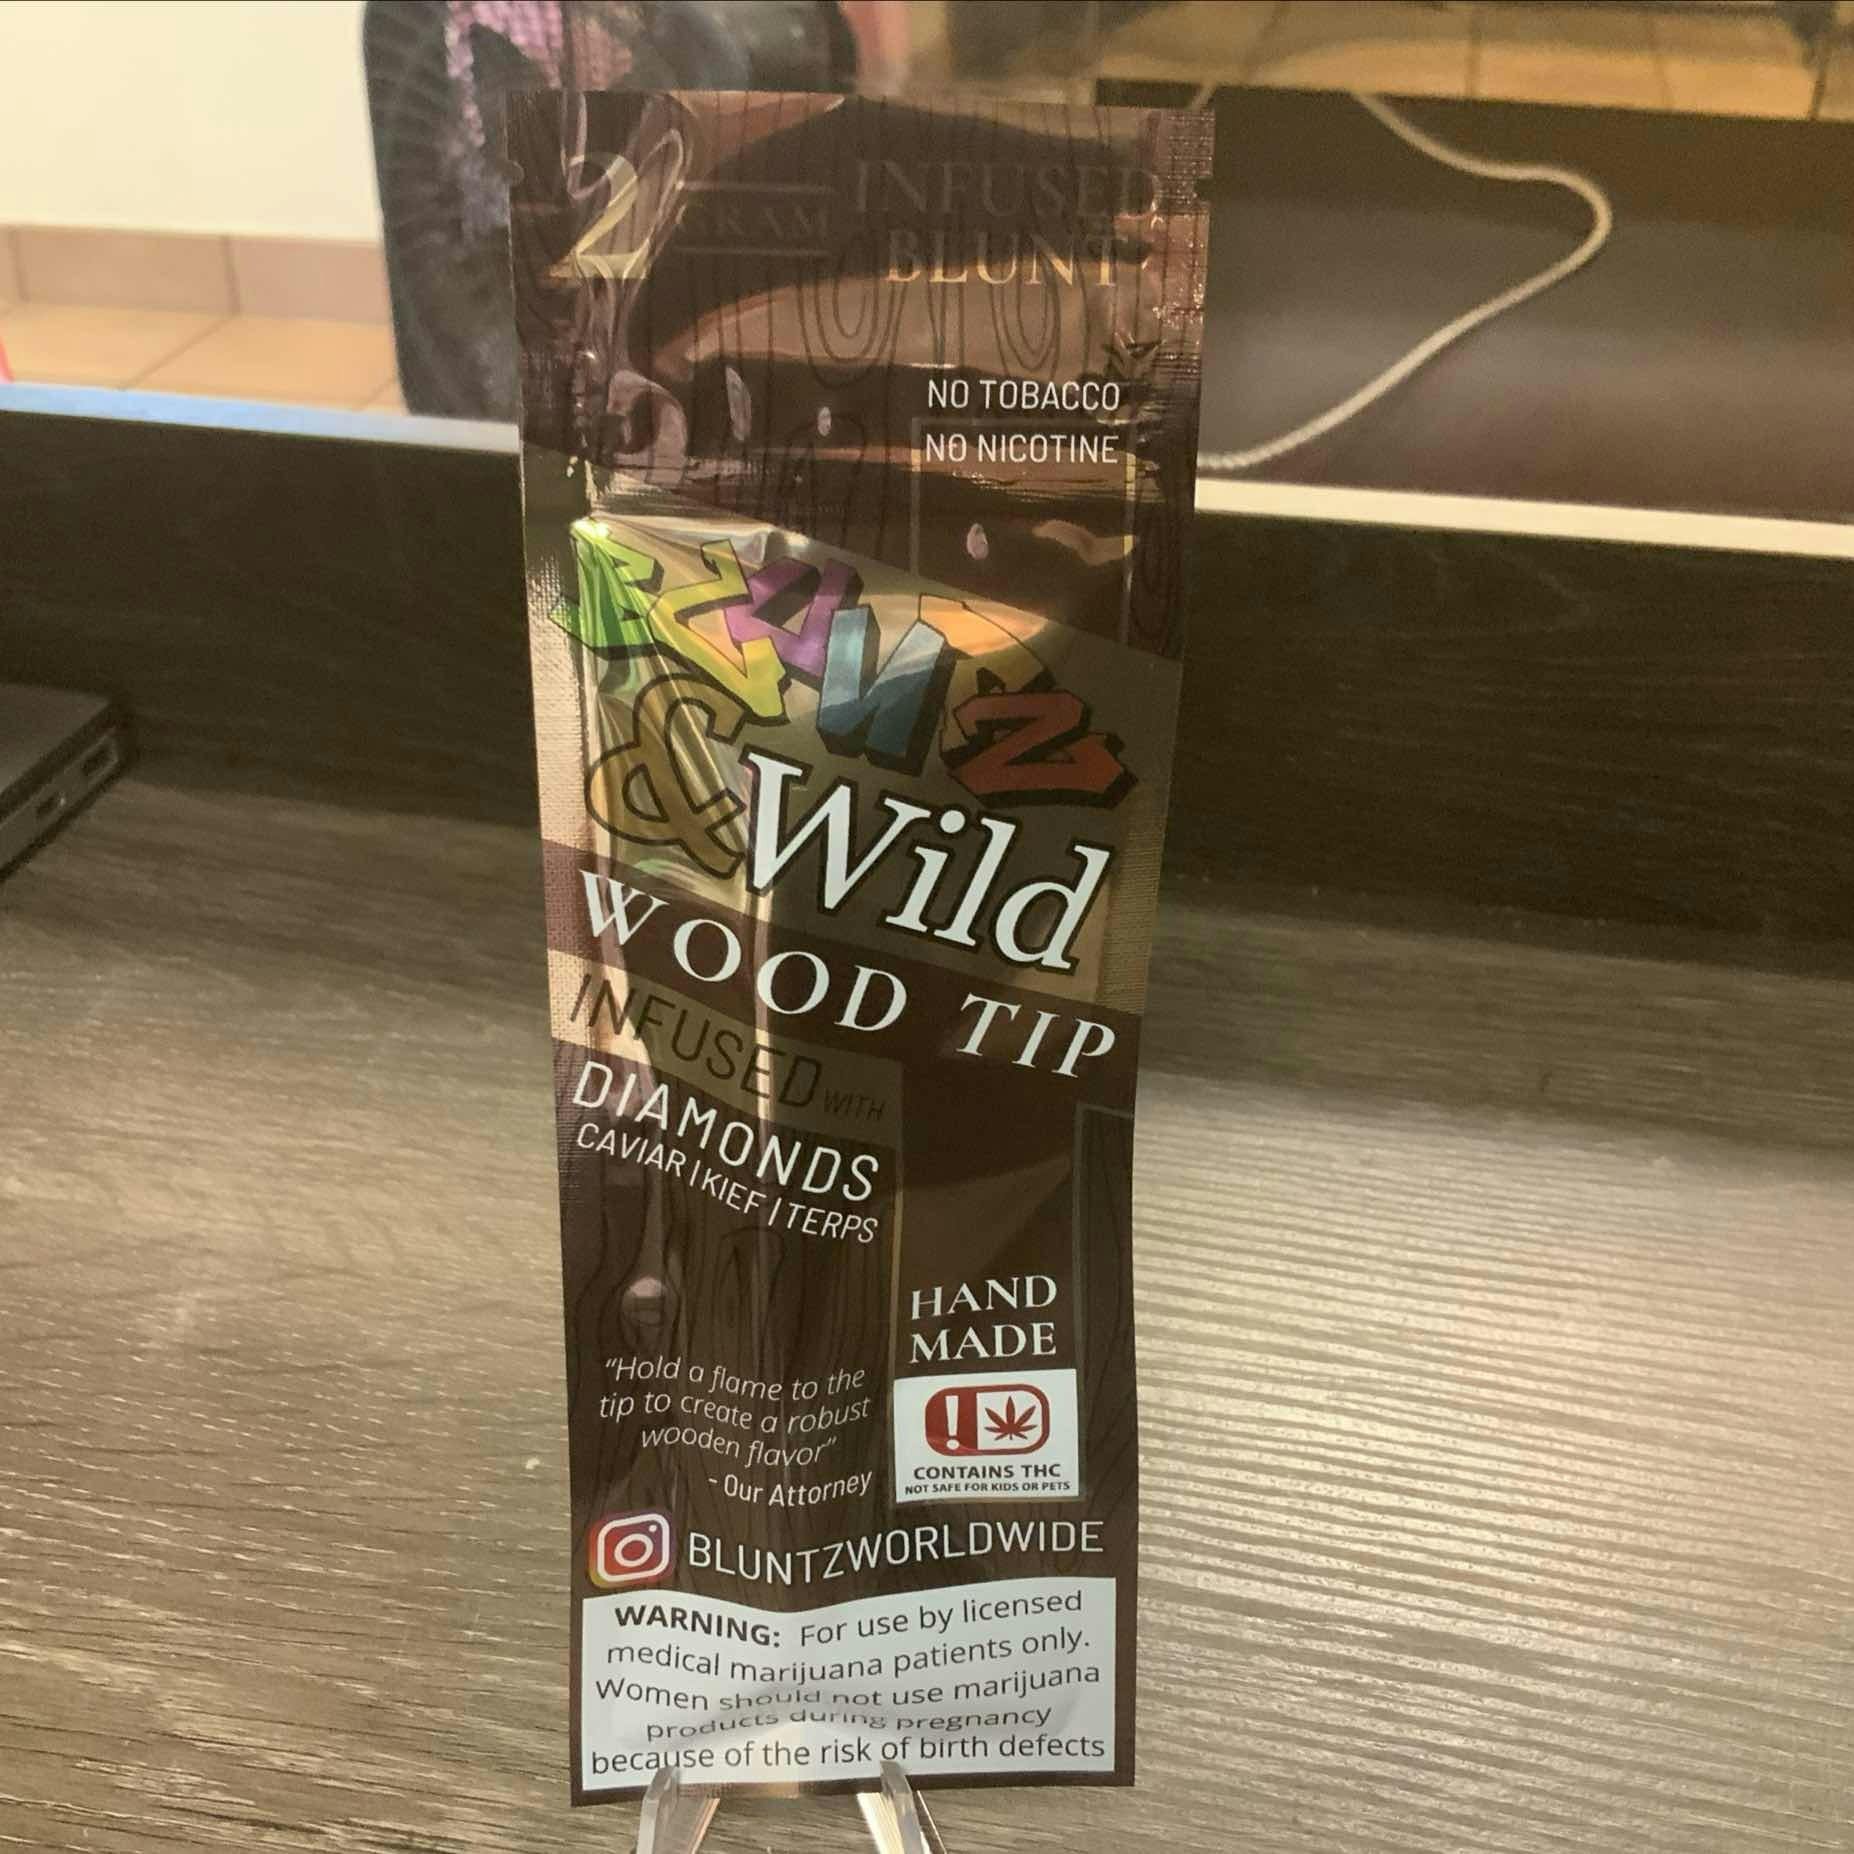 2 GRAM INFUSED
BLUNT
NO TOBACCO
NO NICOTINE
BLUNTZ
& Wild
WOOD TIP
INFUSED WITH
DIAMONDS
CAVIAR | KIEF | TERPS
HAND
MADE
"Hold a flame to the
tip to create a robust
wooden flavor"
- Our Attorney
!
CONTAINS THC
NOT SAFE FOR KIDS OR PETS
BLUNTZWORLDWIDE
WARNING: For use by licensed
medical marijuana patients only.
Women should not use marijuana
products during pregnancy
because of the risk of birth defects